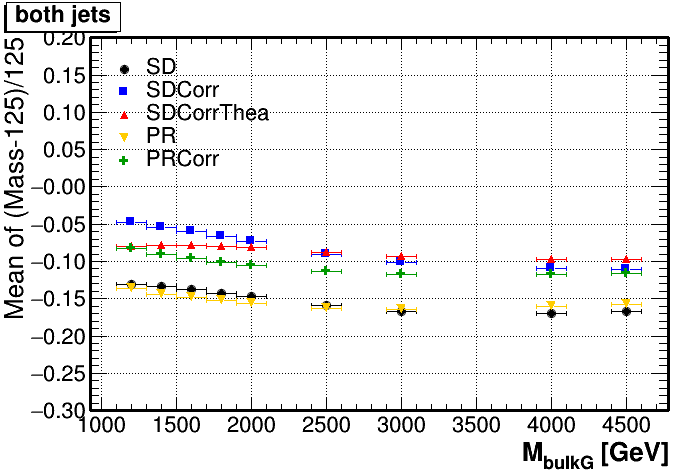 both jets
Mean of (Mass-125)/125
0.20
0.15
0.10
0.05
−0.00
−0.05
−0.10
−0.15
−0.20
−0.25
−0.30
SD
SDCorr
SDCorrThea
PR
PRCorr
1000 1500 2000 2500 3000 3500 4000 4500
M_bulkG [GeV]